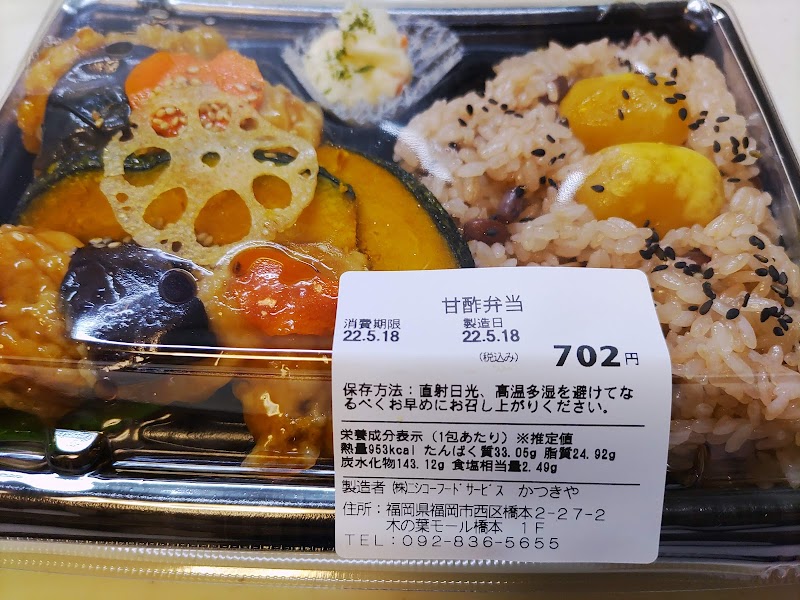 甘酢弁当
消費期限 製造日
22.5.18 22.5.18
(税込み) 702円
保存方法：直射日光、高温多湿を避けてな
るべくお早めにお召し上がりください。
栄養成分表示（1包あたり）※推定値
熱量953kcal たんぱく質33.05g 脂質24.92g
炭水化物143.12g 食塩相当量2.49g
製造者 ㈱ニシコーフードサービス かつきや
住所：福岡県福岡市西区橋本2-27-2
木の葉モール橋本 1F
TEL：092-836-5655